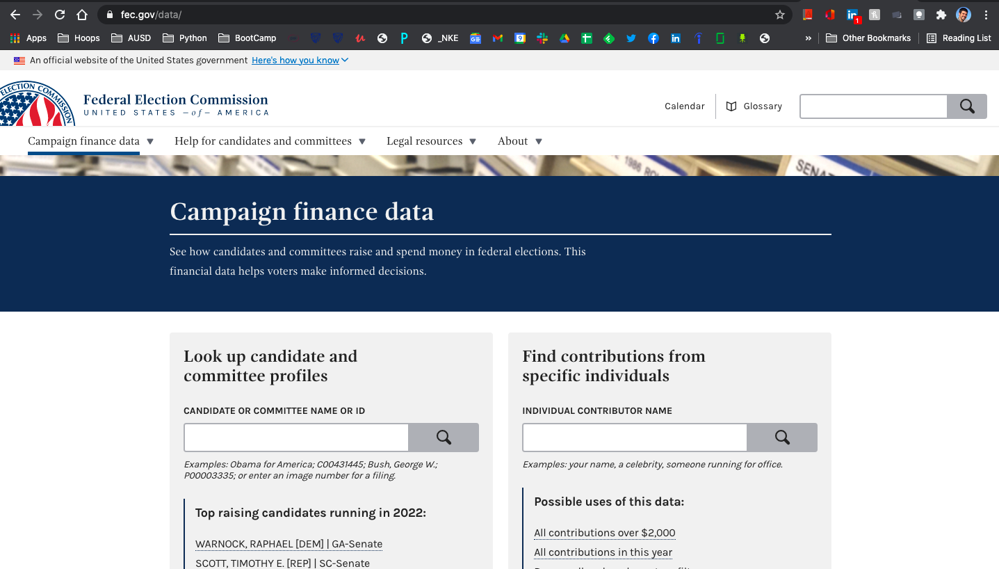 fec.gov/data/
1
Apps Hoops AUSD Python BootCamp _NKE » Other Bookmarks Reading List
An official website of the United States government Here's how you know
ELECTION COMMISSION
Federal Election Commission
UNITED STATES —of— AMERICA
Calendar Glossary
Campaign finance data Help for candidates and committees Legal resources About
1986
Campaign finance data
See how candidates and committees raise and spend money in federal elections. This
financial data helps voters make informed decisions.
Look up candidate and
committee profiles
CANDIDATE OR COMMITTEE NAME OR ID
Examples: Obama for America; C00431445; Bush, George W.;
P00003335; or enter an image number for a filing.
Top raising candidates running in 2022:
WARNOCK, RAPHAEL [DEM] | GA-Senate
SCOTT, TIMOTHY E. [REP] | SC-Senate
Find contributions from
specific individuals
INDIVIDUAL CONTRIBUTOR NAME
Examples: your name, a celebrity, someone running for office.
Possible uses of this data:
All contributions over $2,000
All contributions in this year